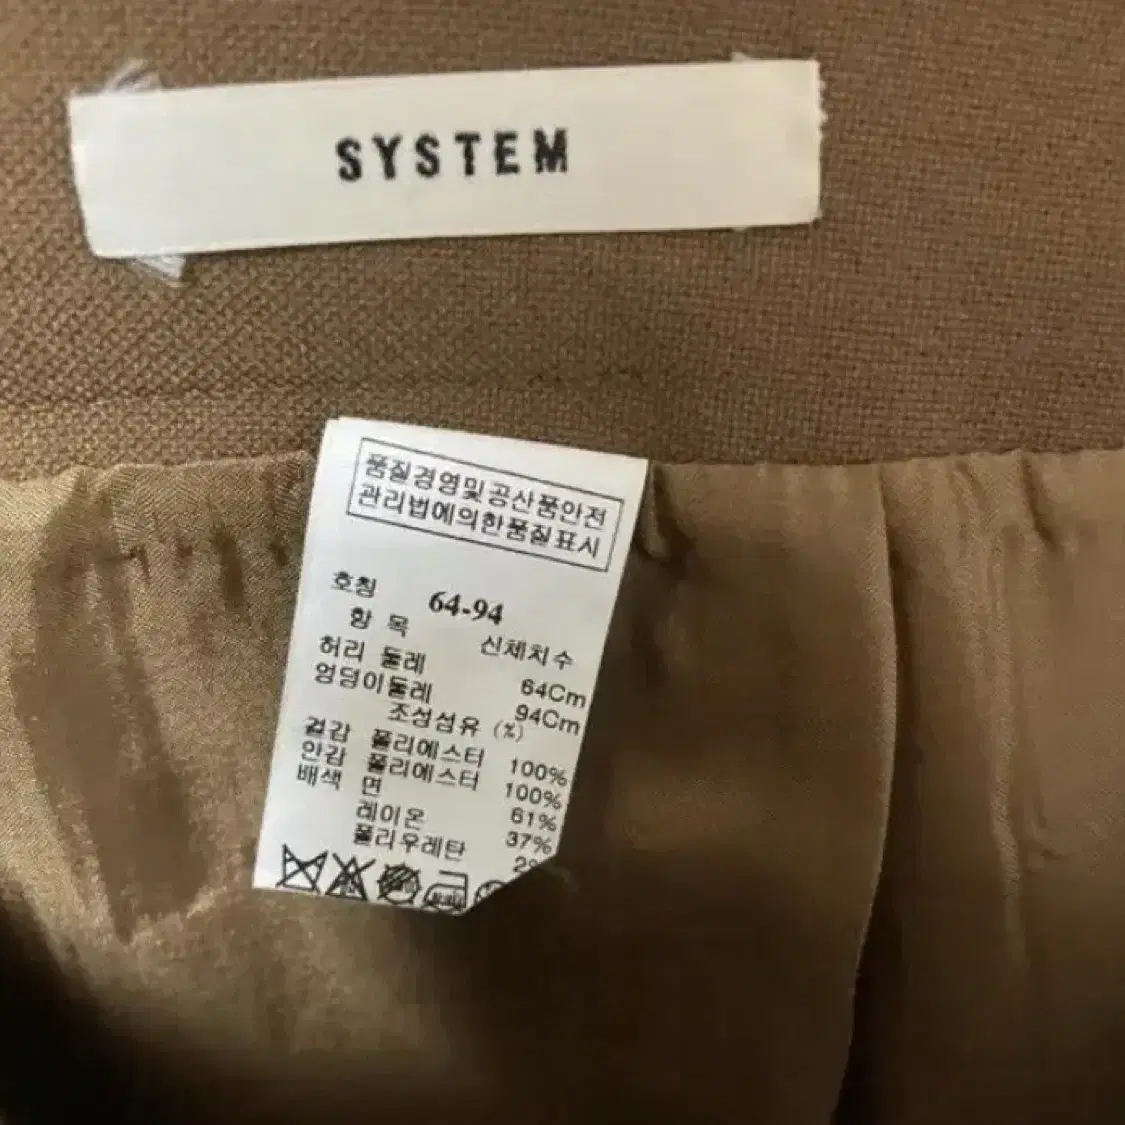 SYSTEM
품질경영및공산품안전
관리법에의한품질표시
호칭 64-94
항 목 신체치수
허리 둘레 64Cm
엉덩이둘레 94Cm
조성섬유 (%)
겉감 폴리에스터 100%
안감 폴리에스터 100%
배색 면 61%
레이온 37%
폴리우레탄